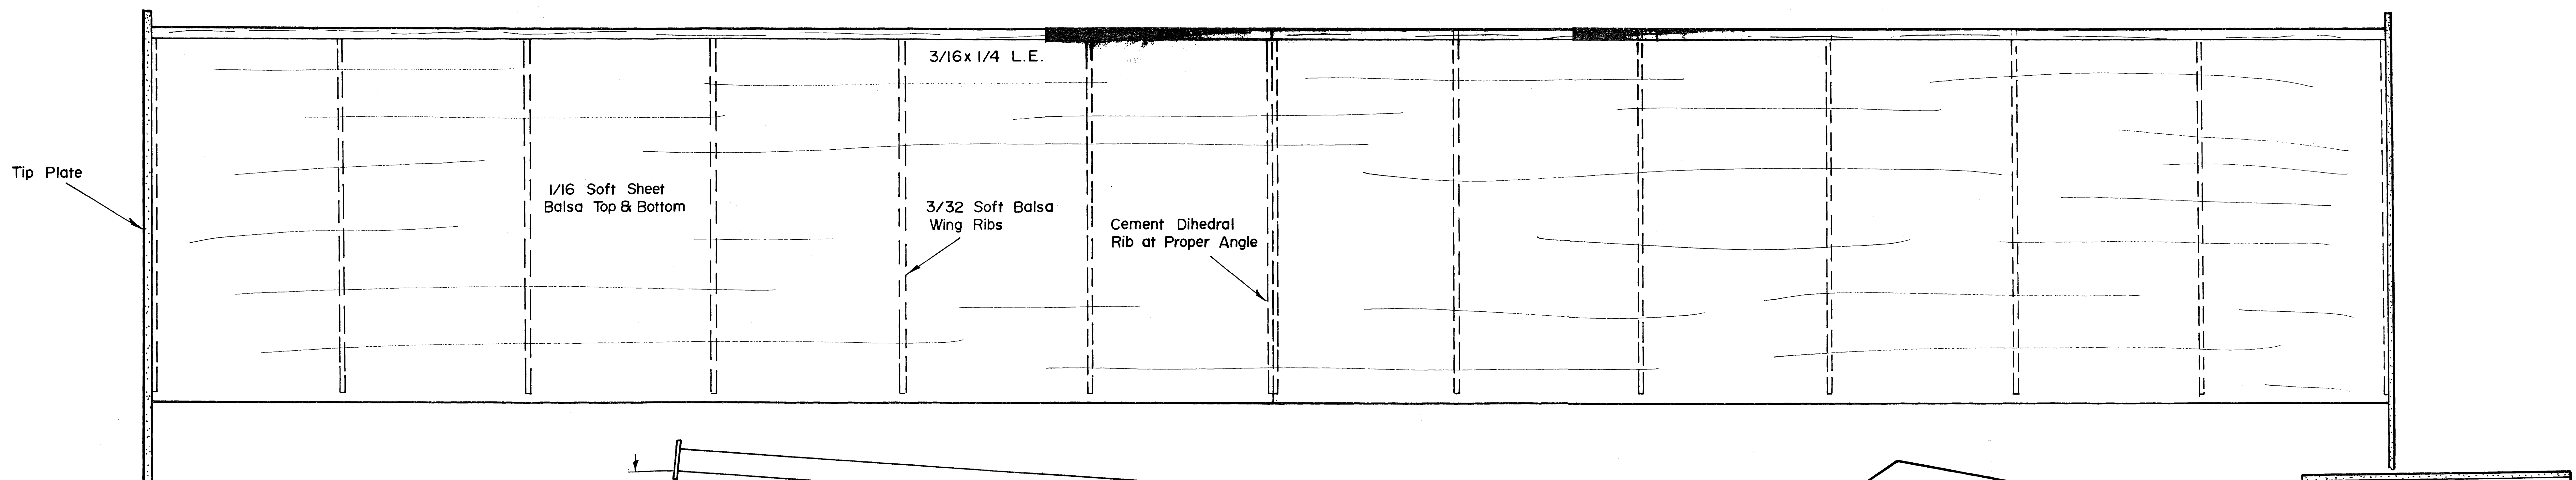 3/16 x 1/4 L.E.
Tip Plate
1/16 Soft Sheet
Balsa Top & Bottom
3/32 Soft Balsa
Wing Ribs
Cement Dihedral
Rib at Proper Angle